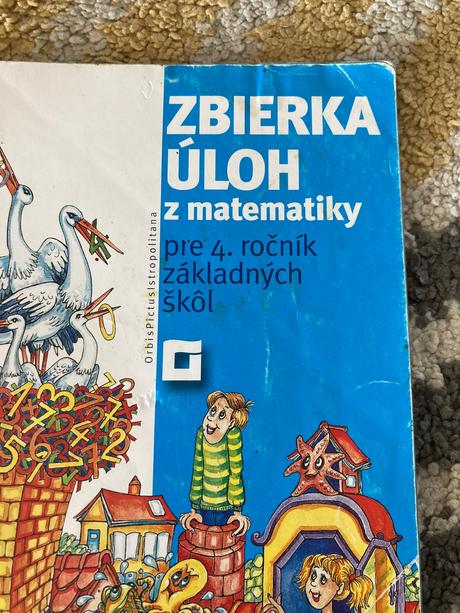 ZBIERKA
ÚLOH
z matematiky
pre 4. ročník
základných
škôl
OrbisPictusIstropolitana